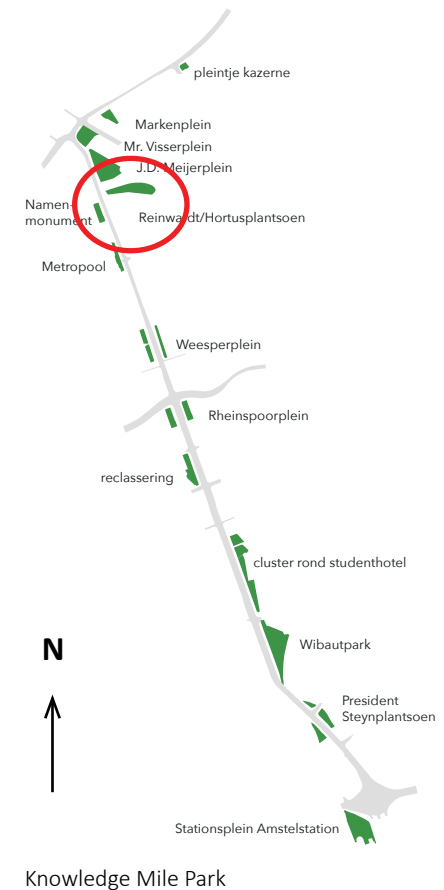 pleintje kazerne
Markenplein
Mr. Visserplein
J.D. Meijerplein
Namen-
monument
Reinwardt/Hortusplantsoen
Metropool
Weesperplein
Rheinspoorplein
reclassering
cluster rond studenthotel
Wibautpark
N
President
Steynplantsoen
Stationsplein Amstelstation
Knowledge Mile Park